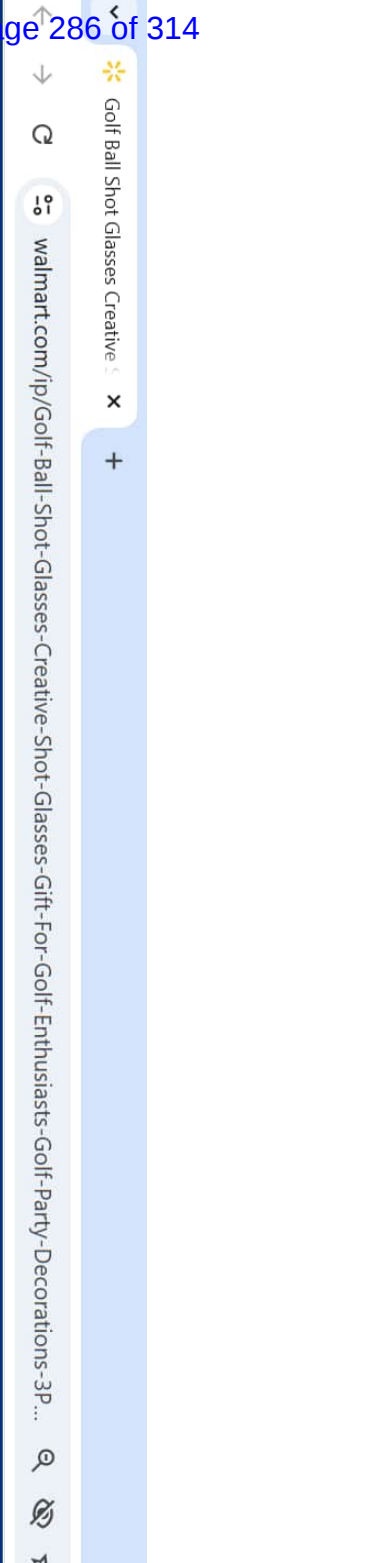 ge 286 of 314
Golf Ball Shot Glasses Creative
walmart.com/ip/Golf-Ball-Shot-Glasses-Creative-Shot-Glasses-Gift-For-Golf-Enthusiasts-Golf-Party-Decorations-3P...